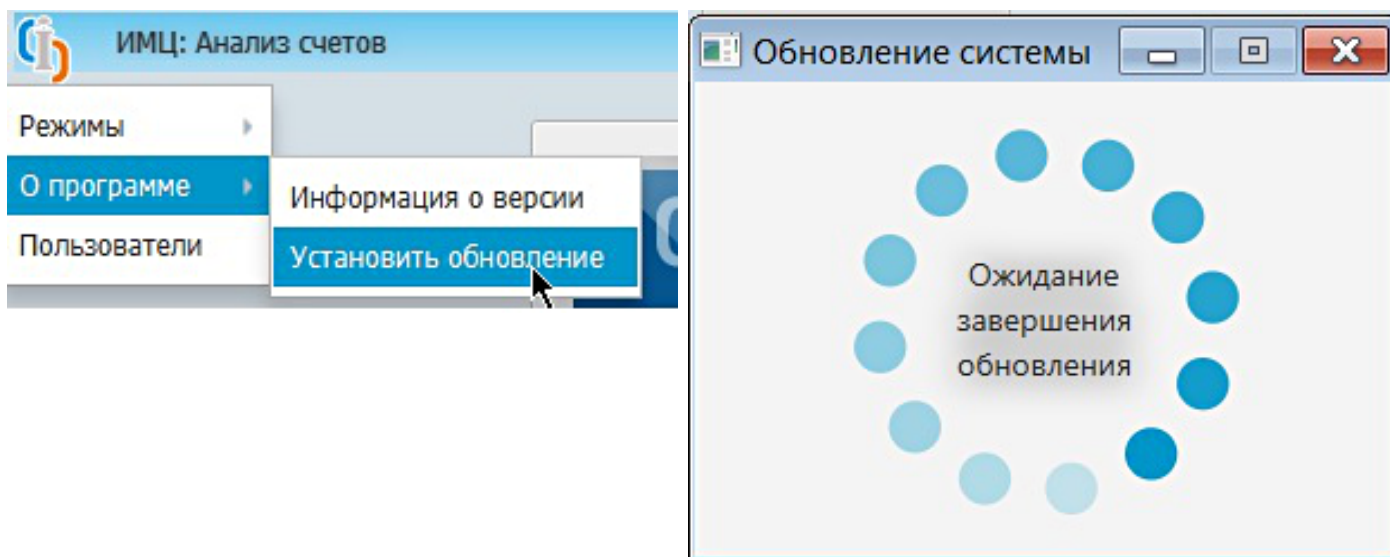 ИМЦ: Анализ счетов
Режимы
О программе
Информация о версии
Пользователи
Установить обновление
Обновление системы
Ожидание
завершения
обновления